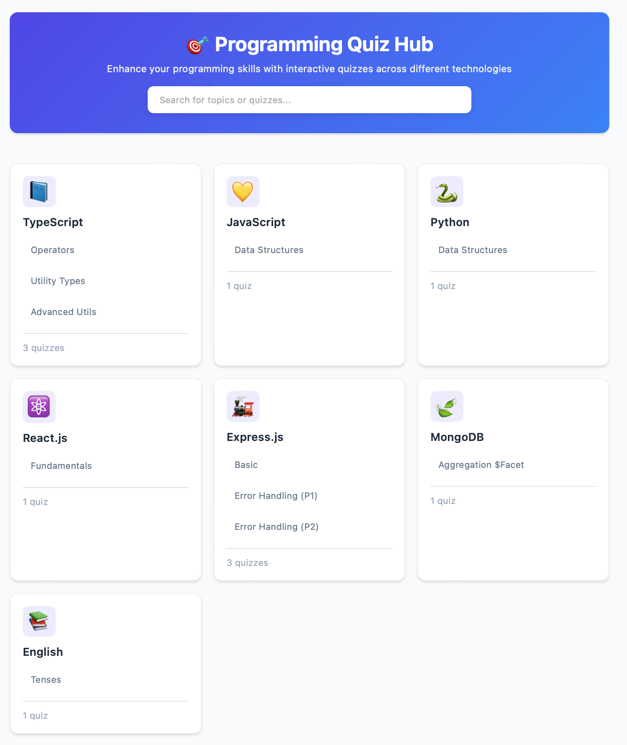 Programming Quiz Hub
Enhance your programming skills with interactive quizzes across different technologies
Search for topics or quizzes...
TypeScript
Operators
Utility Types
Advanced Utils
3 quizzes
JavaScript
Data Structures
1 quiz
Python
Data Structures
1 quiz
React.js
Fundamentals
1 quiz
Express.js
Basic
Error Handling (P1)
Error Handling (P2)
3 quizzes
MongoDB
Aggregation $Facet
1 quiz
English
Tenses
1 quiz